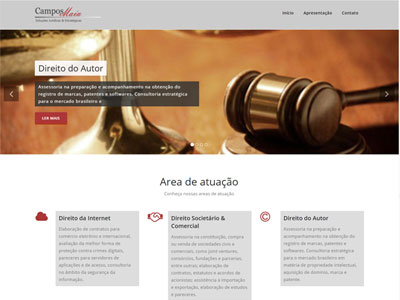 Campos Maia
Soluções Jurídicas & Estratégicas
Início Apresentação Contato
Direito do Autor
Assessoria na preparação e acompanhamento na obtenção do
registro de marcas, patentes e softwares. Consultoria estratégica
para o mercado brasileiro e
LER MAIS
Area de atuação
Conheça nossas areas de atuação
Direito da Internet
Elaboração de contratos para
comércio eletrônico e internacional,
avaliação da melhor forma de
proteção contra crimes digitais,
pareceres para servidores de
aplicações e de acesso, consultoria
no âmbito da segurança da
informação.
Direito Societário &
Comercial
Assessoria na constituição, compra
ou venda de sociedades civis e
comerciais, como joint ventures,
consórcios, fundações e parcerias,
entre outras; elaboração de
contratos, estatutos e acordos de
acionistas; assistência à importação
e exportação, elaboração de estudos
e pareceres.
Direito do Autor
Assessoria na preparação e
acompanhamento na obtenção do
registro de marcas, patentes e
softwares. Consultoria estratégica
para o mercado brasileiro em
matéria de propriedade intelectual,
aquisição de domínio, marca e
patente.